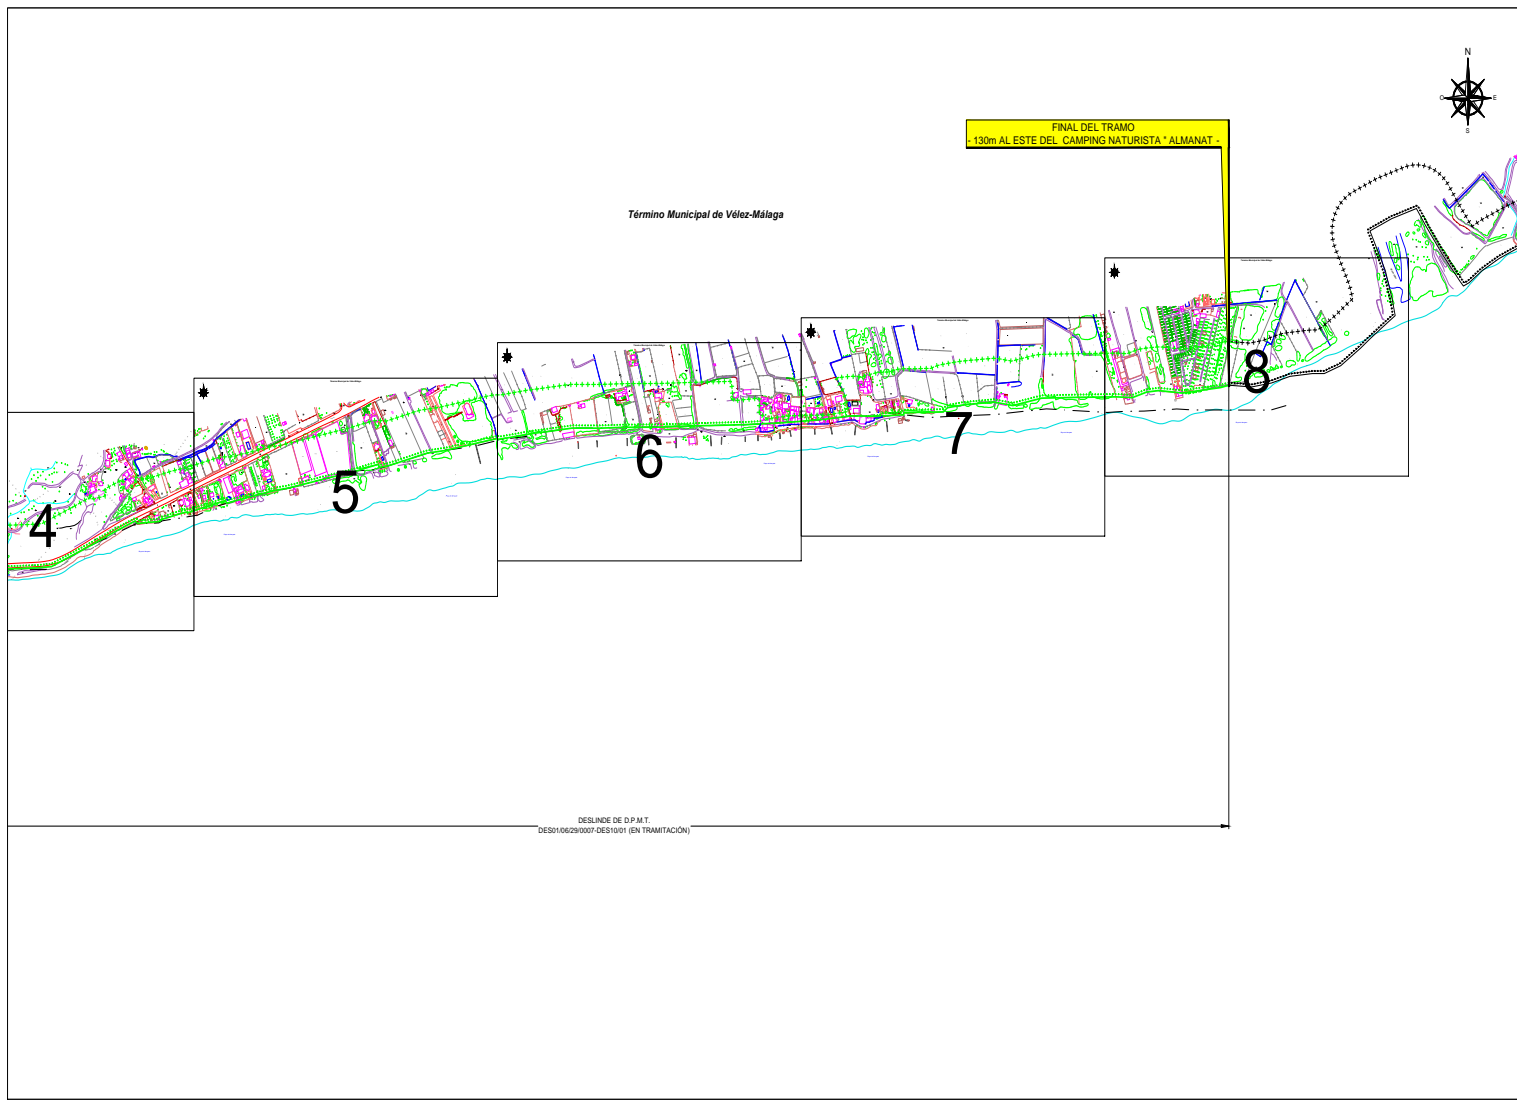 N
O
E
S
FINAL DEL TRAMO
- 130m AL ESTE DEL CAMPING NATURISTA " ALMANAT -
Término Municipal de Vélez-Málaga
8
7
6
5
4
DESLINDE DE D.P.M.T.
DES01/06/29/0007-DES10/01 (EN TRAMITACIÓN)